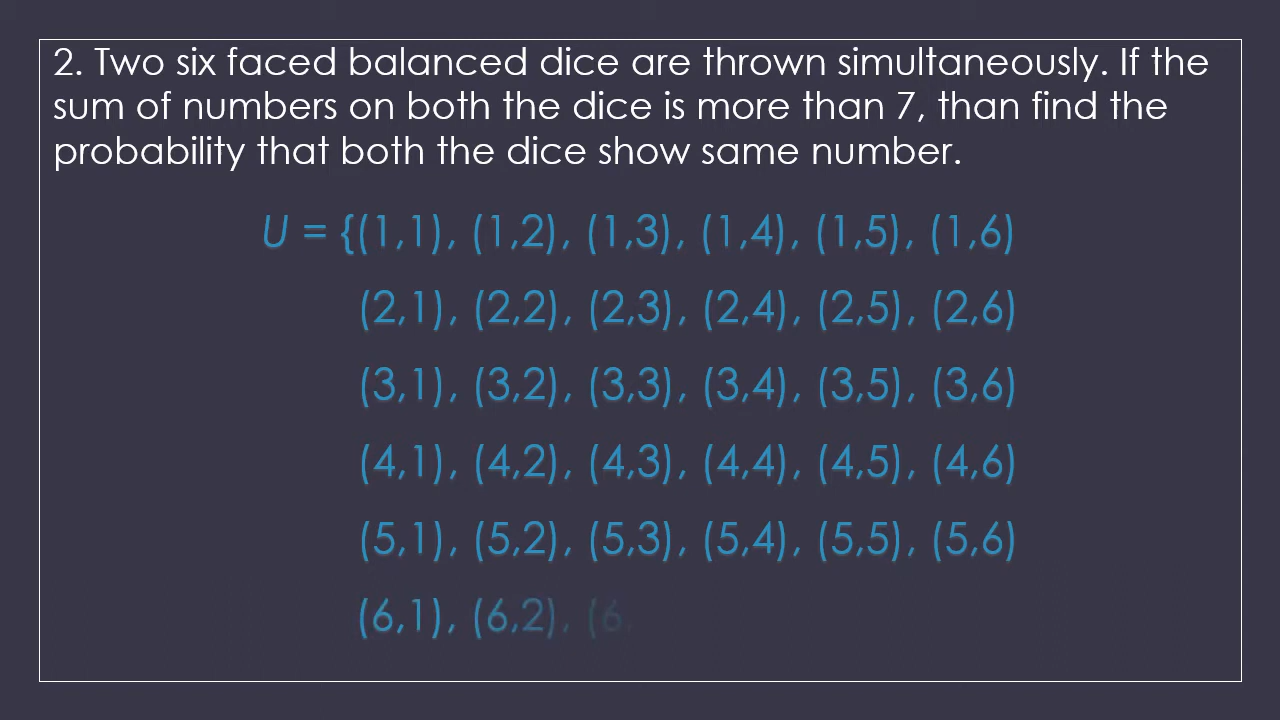 2. Two six faced balanced dice are thrown simultaneously. If the
sum of numbers on both the dice is more than 7, than find the
probability that both the dice show same number.
U = {(1,1), (1,2), (1,3), (1,4), (1,5), (1,6)
(2,1), (2,2), (2,3), (2,4), (2,5), (2,6)
(3,1), (3,2), (3,3), (3,4), (3,5), (3,6)
(4,1), (4,2), (4,3), (4,4), (4,5), (4,6)
(5,1), (5,2), (5,3), (5,4), (5,5), (5,6)
(6,1), (6,2), (6,